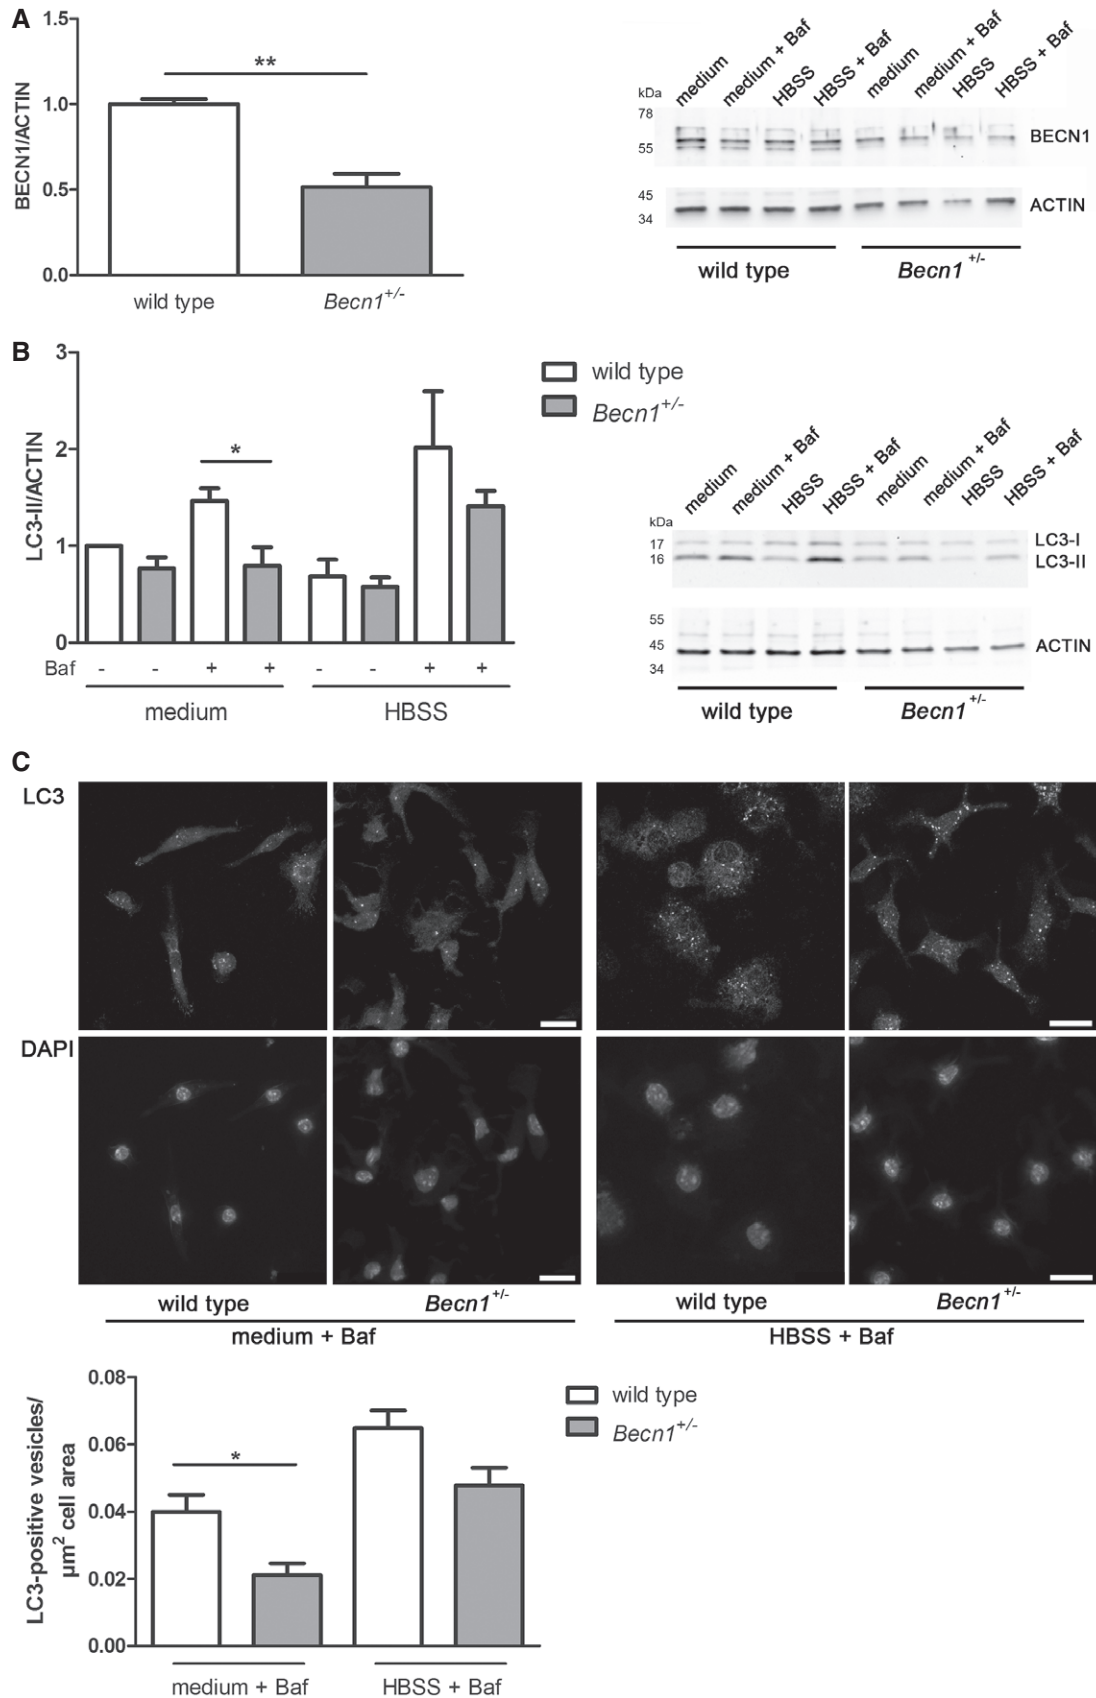 A
1.5
1.0
0.5
0.0
BECN1/ACTIN
**
wild type
Becn1+/-
medium
medium + Baf
HBSS
HBSS + Baf
medium
medium + Baf
HBSS
HBSS + Baf
kDa
78
55
BECN1
45
34
ACTIN
wild type
Becn1+/-
B
3
2
1
0
LC3-II/ACTIN
*
Baf - - + + - - + +
medium
HBSS
wild type
Becn1+/-
medium
medium + Baf
HBSS
HBSS + Baf
medium
medium + Baf
HBSS
HBSS + Baf
kDa
17
16
LC3-I
LC3-II
55
45
34
ACTIN
wild type
Becn1+/-
C
LC3
DAPI
wild type
Becn1+/-
wild type
Becn1+/-
medium + Baf
HBSS + Baf
0.08
0.06
0.04
0.02
0.00
LC3-positive vesicles/
µm² cell area
*
medium + Baf
HBSS + Baf
wild type
Becn1+/-